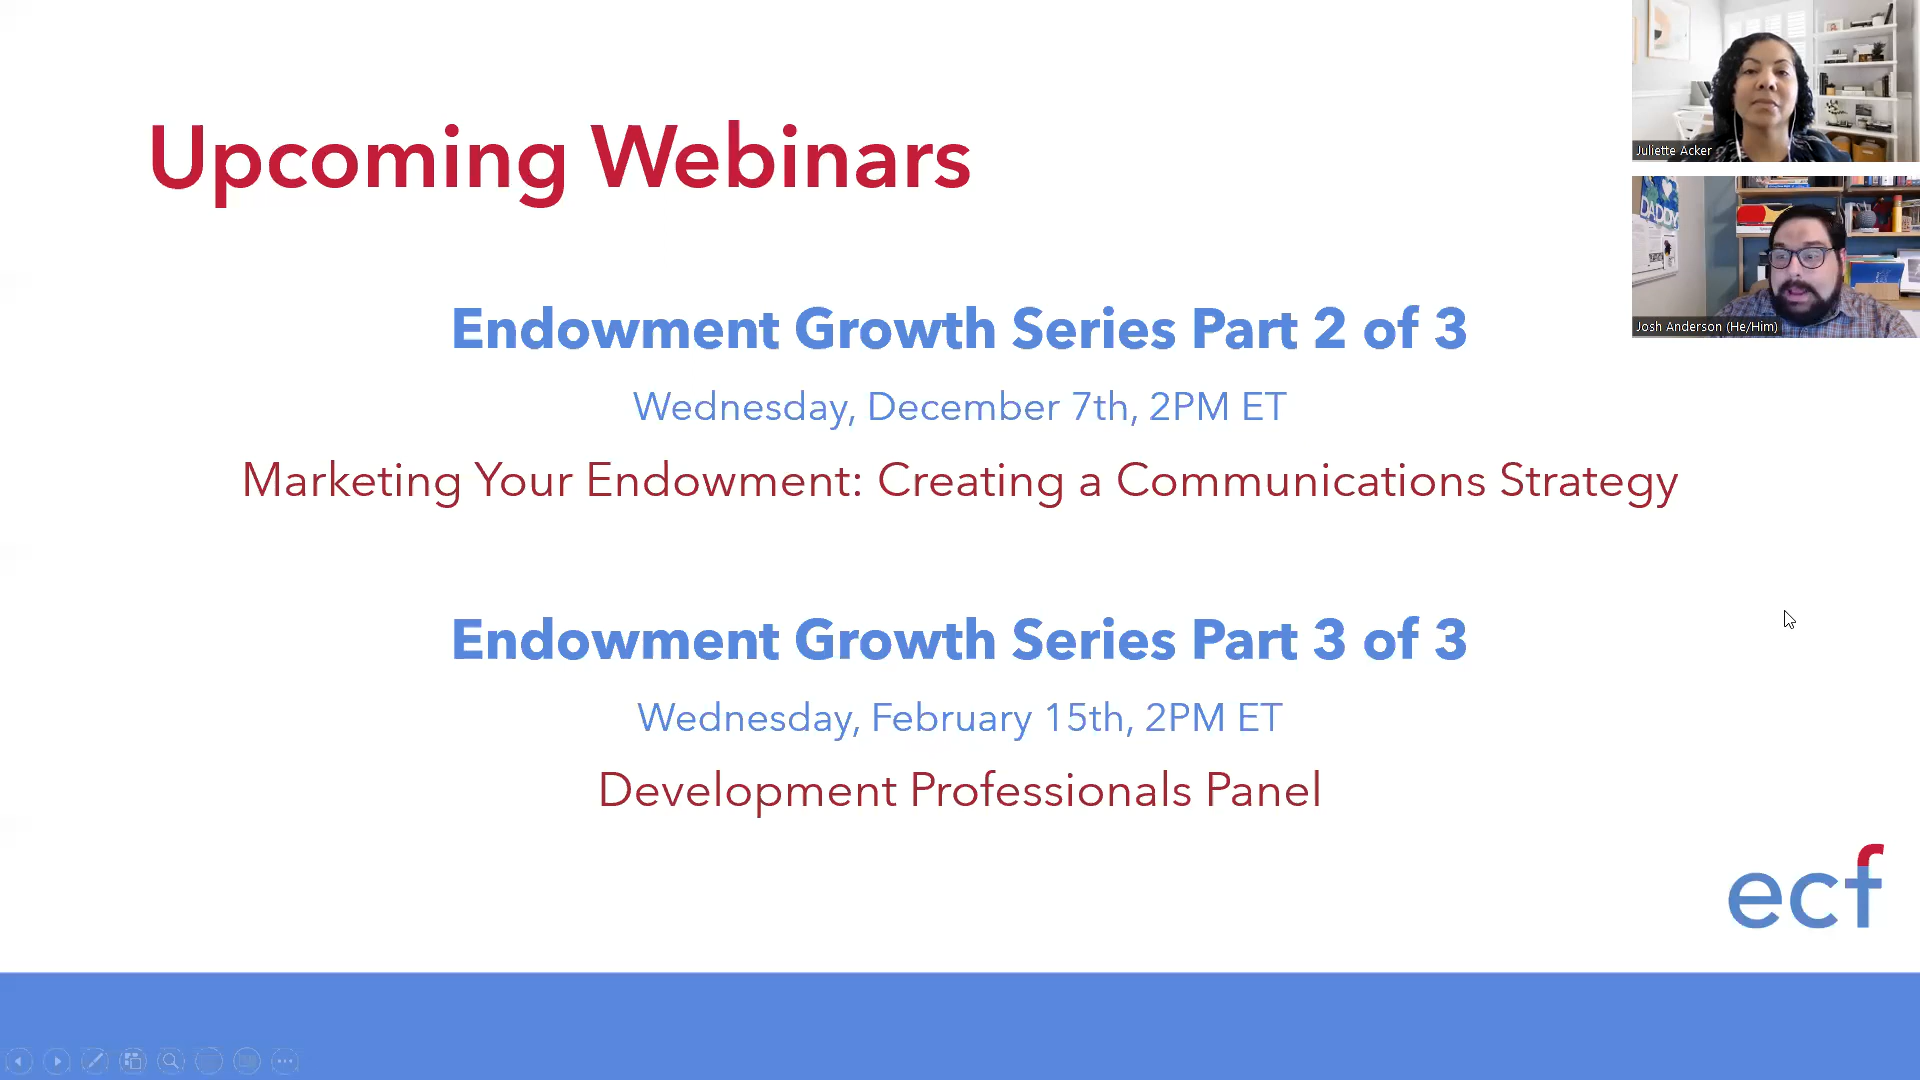 Upcoming Webinars
Endowment Growth Series Part 2 of 3
Wednesday, December 7th, 2PM ET
Marketing Your Endowment: Creating a Communications Strategy
Endowment Growth Series Part 3 of 3
Wednesday, February 15th, 2PM ET
Development Professionals Panel
ecf
Juliette Acker
DADDY
Josh Anderson (He/Him)